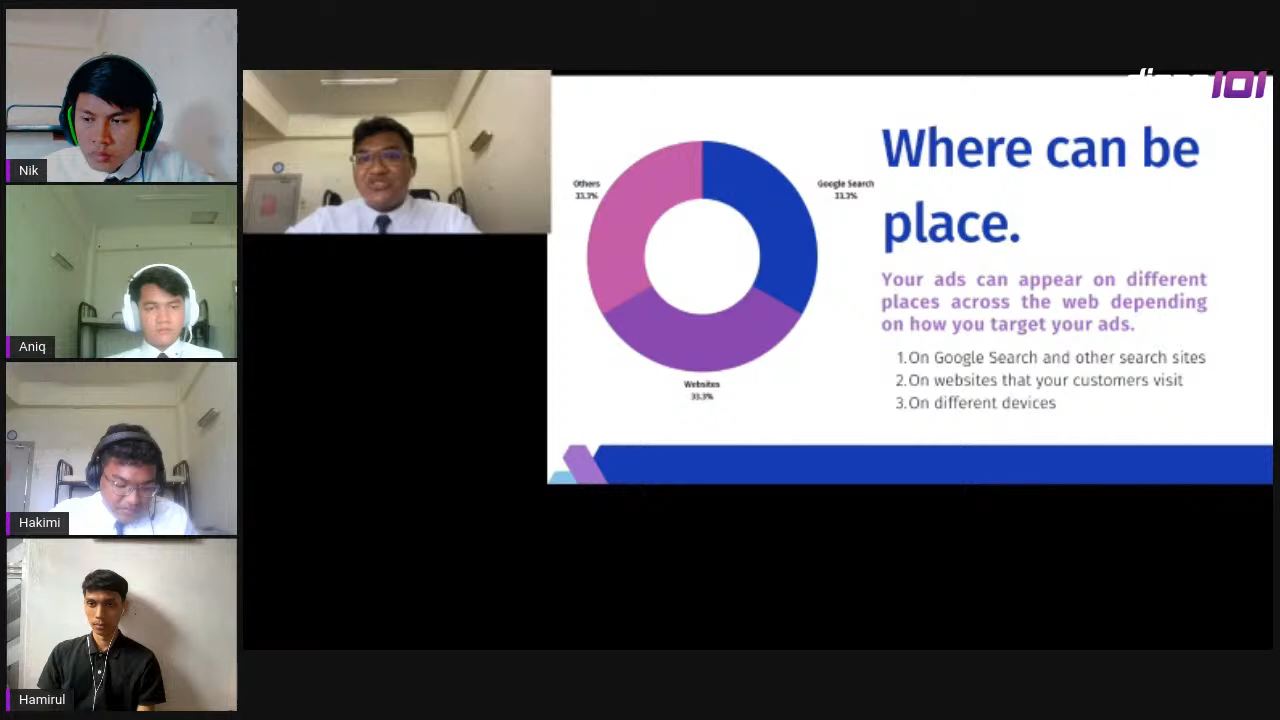 Nik
Aniq
Hakimi
Hamirul
101
Others
33.3%
Google Search
33.3%
Websites
33.3%
Where can be
place.
Your ads can appear on different
places across the web depending
on how you target your ads.
1.On Google Search and other search sites
2.On websites that your customers visit
3.On different devices